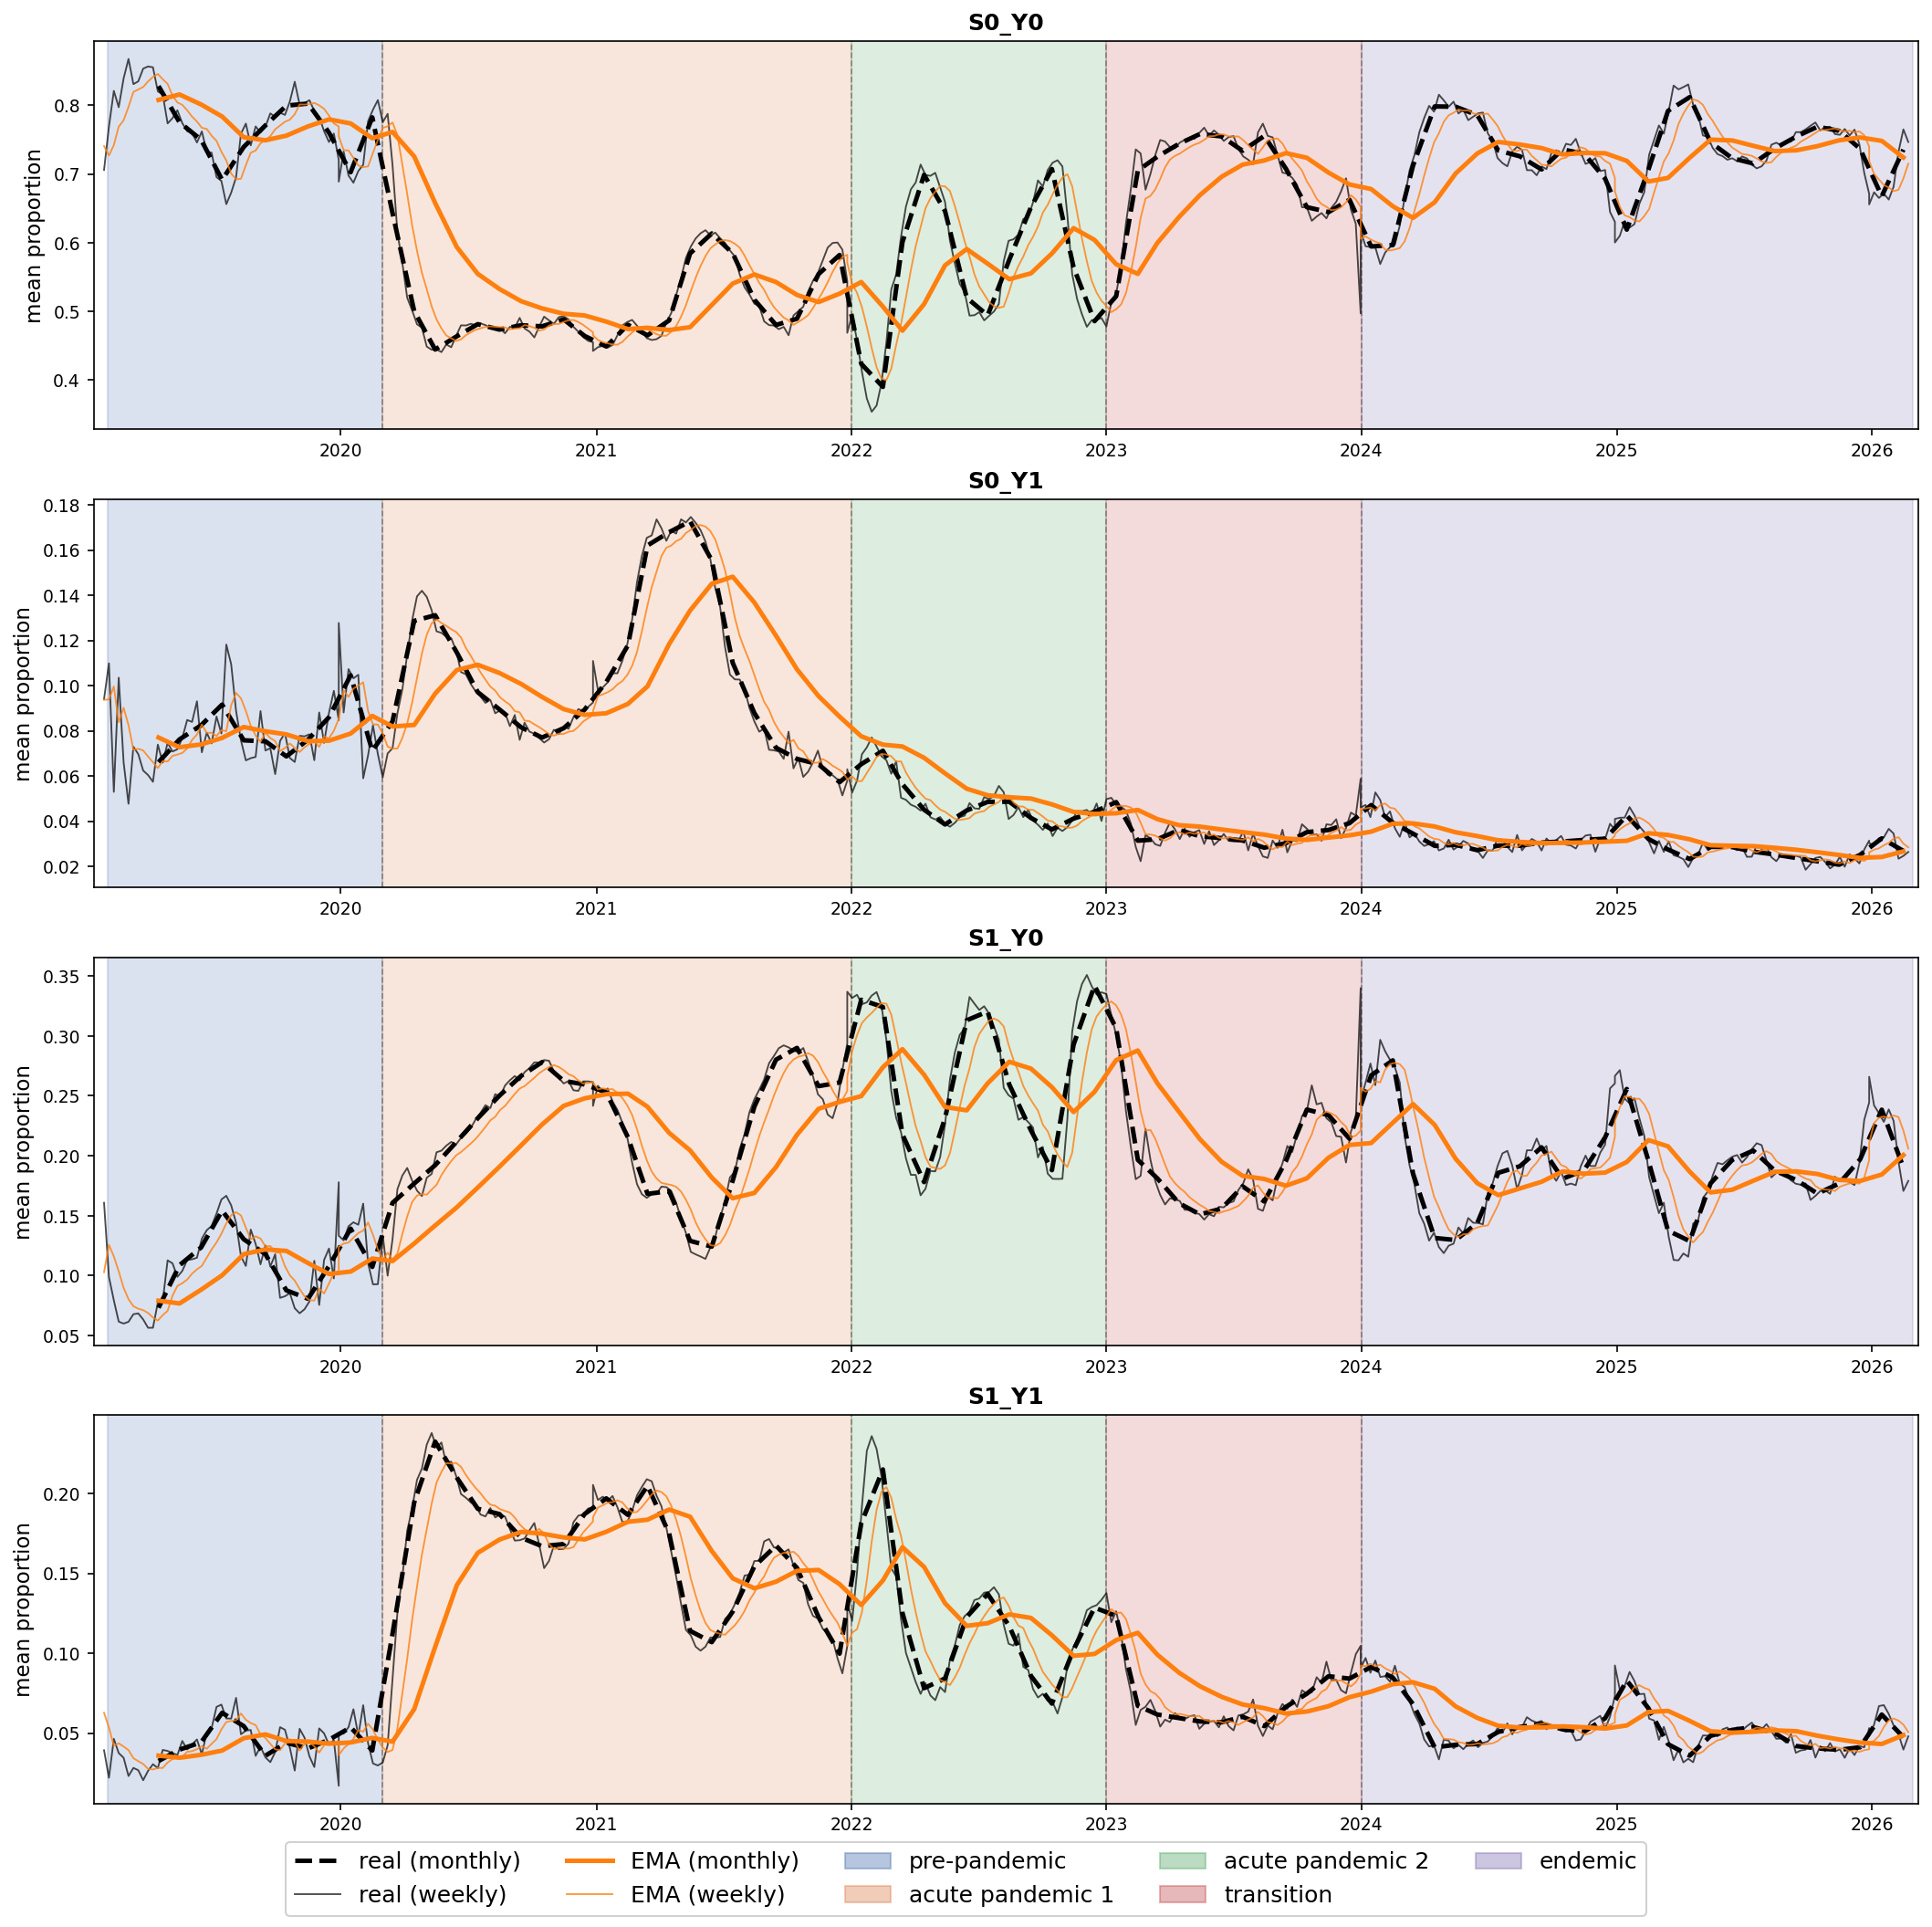 S0_Y0
mean proportion
0.8
0.7
0.6
0.5
0.4
2020 2021 2022 2023 2024 2025 2026
S0_Y1
mean proportion
0.18
0.16
0.14
0.12
0.10
0.08
0.06
0.04
0.02
2020 2021 2022 2023 2024 2025 2026
S1_Y0
mean proportion
0.35
0.30
0.25
0.20
0.15
0.10
0.05
2020 2021 2022 2023 2024 2025 2026
S1_Y1
mean proportion
0.20
0.15
0.10
0.05
2020 2021 2022 2023 2024 2025 2026
real (monthly) EMA (monthly) pre-pandemic acute pandemic 2 endemic
real (weekly) EMA (weekly) acute pandemic 1 transition